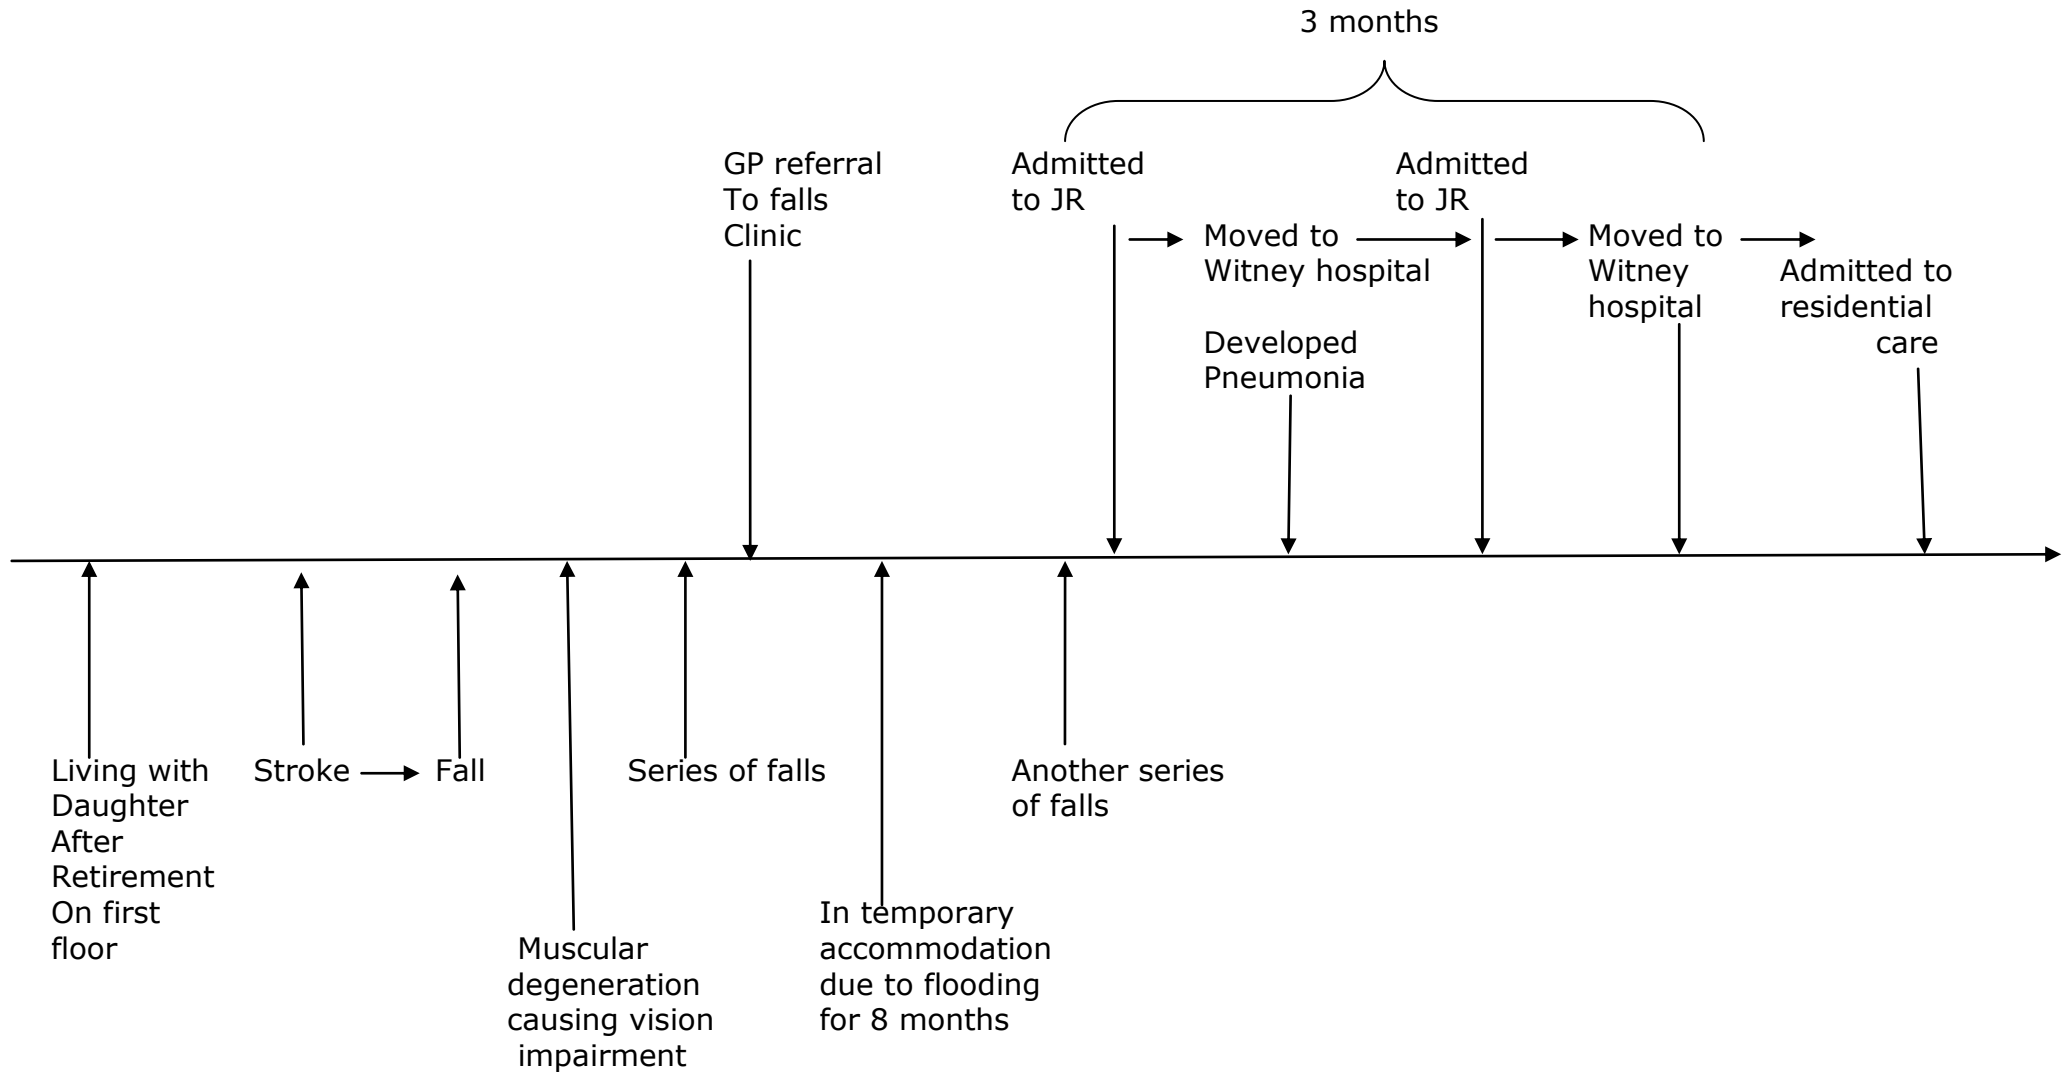 3 months
GP referral
To falls
Clinic
Admitted
to JR
Moved to
Witney hospital
Developed
Pneumonia
Admitted
to JR
Moved to
Witney
hospital
Admitted to
residential
care
Living with
Daughter
After
Retirement
On first
floor
Stroke
Fall
Muscular
degeneration
causing vision
impairment
Series of falls
In temporary
accommodation
due to flooding
for 8 months
Another series
of falls